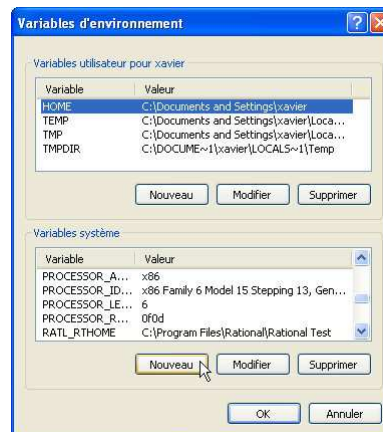 Variables d'environnement
Variables utilisateur pour xavier
Variable Valeur
HOME C:\Documents and Settings\xavier
TEMP C:\Documents and Settings\xavier\Loca...
TMP C:\Documents and Settings\xavier\Loca...
TMPDIR C:\DOCUME~1\xavier\LOCALS~1\Temp
Nouveau Modifier Supprimer
Variables système
Variable Valeur
PROCESSOR_A... x86
PROCESSOR_ID... x86 Family 6 Model 15 Stepping 13, Gen...
PROCESSOR_LE... 6
PROCESSOR_R... 0f0d
RATL_RTHOME C:\Program Files\Rational\Rational Test
Nouveau Modifier Supprimer
OK Annuler